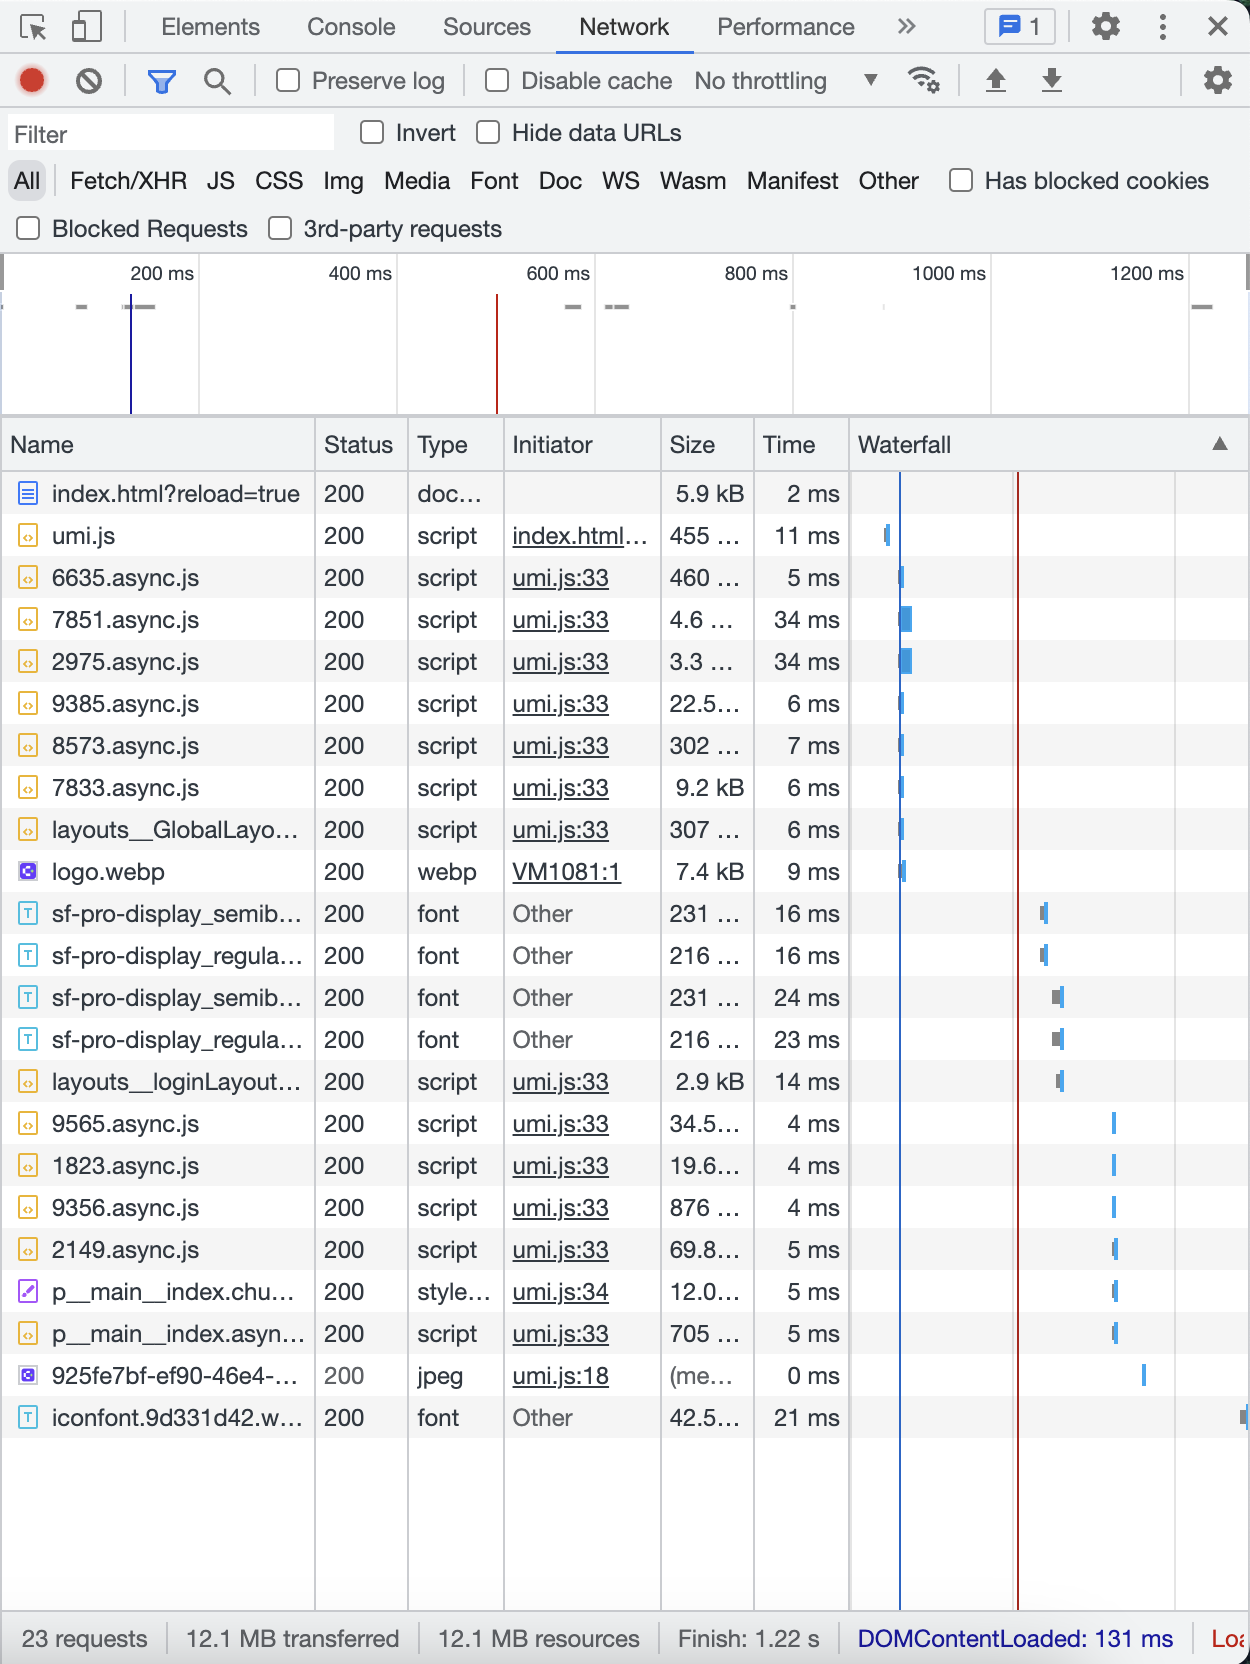 Elements Console Sources Network Performance 1
Preserve log Disable cache No throttling
Filter Invert Hide data URLs
All Fetch/XHR JS CSS Img Media Font Doc WS Wasm Manifest Other Has blocked cookies
Blocked Requests 3rd-party requests
200 ms 400 ms 600 ms 800 ms 1000 ms 1200 ms
Name Status Type Initiator Size Time Waterfall
index.html?reload=true 200 doc... 5.9 kB 2 ms
umi.js 200 script index.html... 455 ... 11 ms
6635.async.js 200 script umi.js:33 460 ... 5 ms
7851.async.js 200 script umi.js:33 4.6 ... 34 ms
2975.async.js 200 script umi.js:33 3.3 ... 34 ms
9385.async.js 200 script umi.js:33 22.5... 6 ms
8573.async.js 200 script umi.js:33 302 ... 7 ms
7833.async.js 200 script umi.js:33 9.2 kB 6 ms
layouts__GlobalLayo... 200 script umi.js:33 307 ... 6 ms
logo.webp 200 webp VM1081:1 7.4 kB 9 ms
sf-pro-display_semib... 200 font Other 231 ... 16 ms
sf-pro-display_regula... 200 font Other 216 ... 16 ms
sf-pro-display_semib... 200 font Other 231 ... 24 ms
sf-pro-display_regula... 200 font Other 216 ... 23 ms
layouts__loginLayout... 200 script umi.js:33 2.9 kB 14 ms
9565.async.js 200 script umi.js:33 34.5... 4 ms
1823.async.js 200 script umi.js:33 19.6... 4 ms
9356.async.js 200 script umi.js:33 876 ... 4 ms
2149.async.js 200 script umi.js:33 69.8... 5 ms
p__main__index.chu... 200 style... umi.js:34 12.0... 5 ms
p__main__index.asyn... 200 script umi.js:33 705 ... 5 ms
925fe7bf-ef90-46e4-... 200 jpeg umi.js:18 (me... 0 ms
iconfont.9d331d42.w... 200 font Other 42.5... 21 ms
23 requests 12.1 MB transferred 12.1 MB resources Finish: 1.22 s DOMContentLoaded: 131 ms